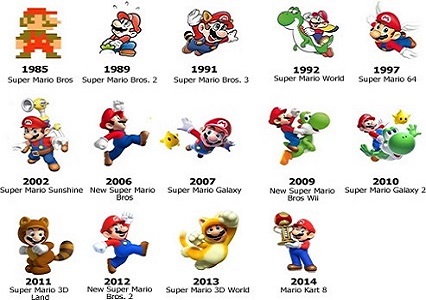 1985
Super Mario Bros
1989
Super Mario Bros. 2
1991
Super Mario Bros. 3
1992
Super Mario World
1997
Super Mario 64
2002
Super Mario Sunshine
2006
New Super Mario
Bros
2007
Super Mario Galaxy
2009
New Super Mario
Bros Wii
2010
Super Mario Galaxy 2
2011
Super Mario 3D
Land
2012
New Super Mario
Bros. 2
2013
Super Mario 3D World
2014
Mario Kart 8